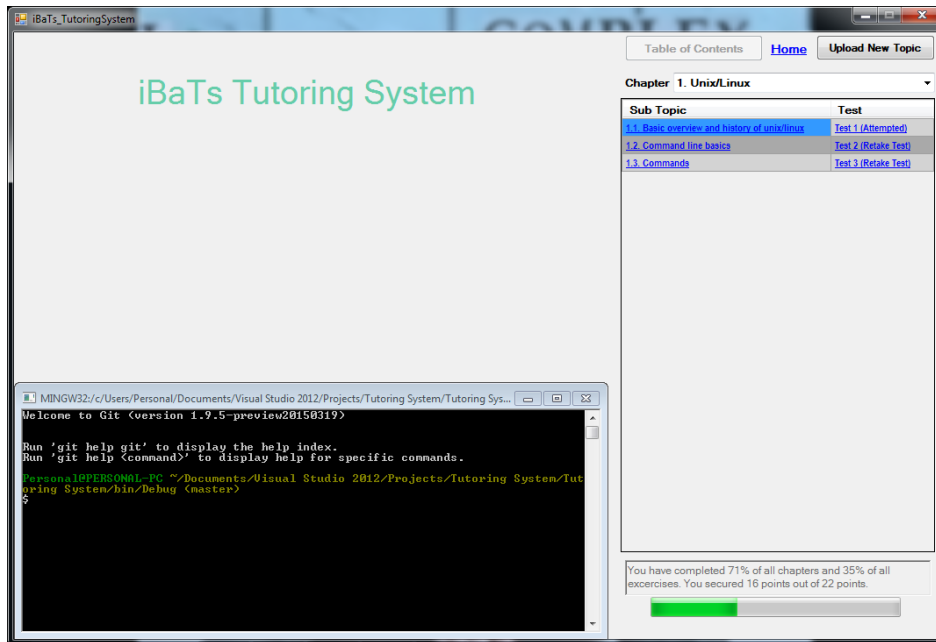 iBaTs_TutoringSystem
COMPLEX
Table of Contents Home Upload New Topic
iBaTs Tutoring System
Chapter 1. Unix/Linux
Sub Topic Test
1.1. Basic overview and history of unix/linux Test 1 (Attempted)
1.2. Command line basics Test 2 (Retake Test)
1.3. Commands Test 3 (Retake Test)
MINGW32:/c/Users/Personal/Documents/Visual Studio 2012/Projects/Tutoring System/Tutoring Sys...
Welcome to Git (version 1.9.5-preview20150319)
Run 'git help git' to display the help index.
Run 'git help <command>' to display help for specific commands.
Personal@PERSONAL-PC ~/Documents/Visual Studio 2012/Projects/Tutoring System/Tut
oring System/bin/Debug (master)
$
You have completed 71% of all chapters and 35% of all
excercises. You secured 16 points out of 22 points.